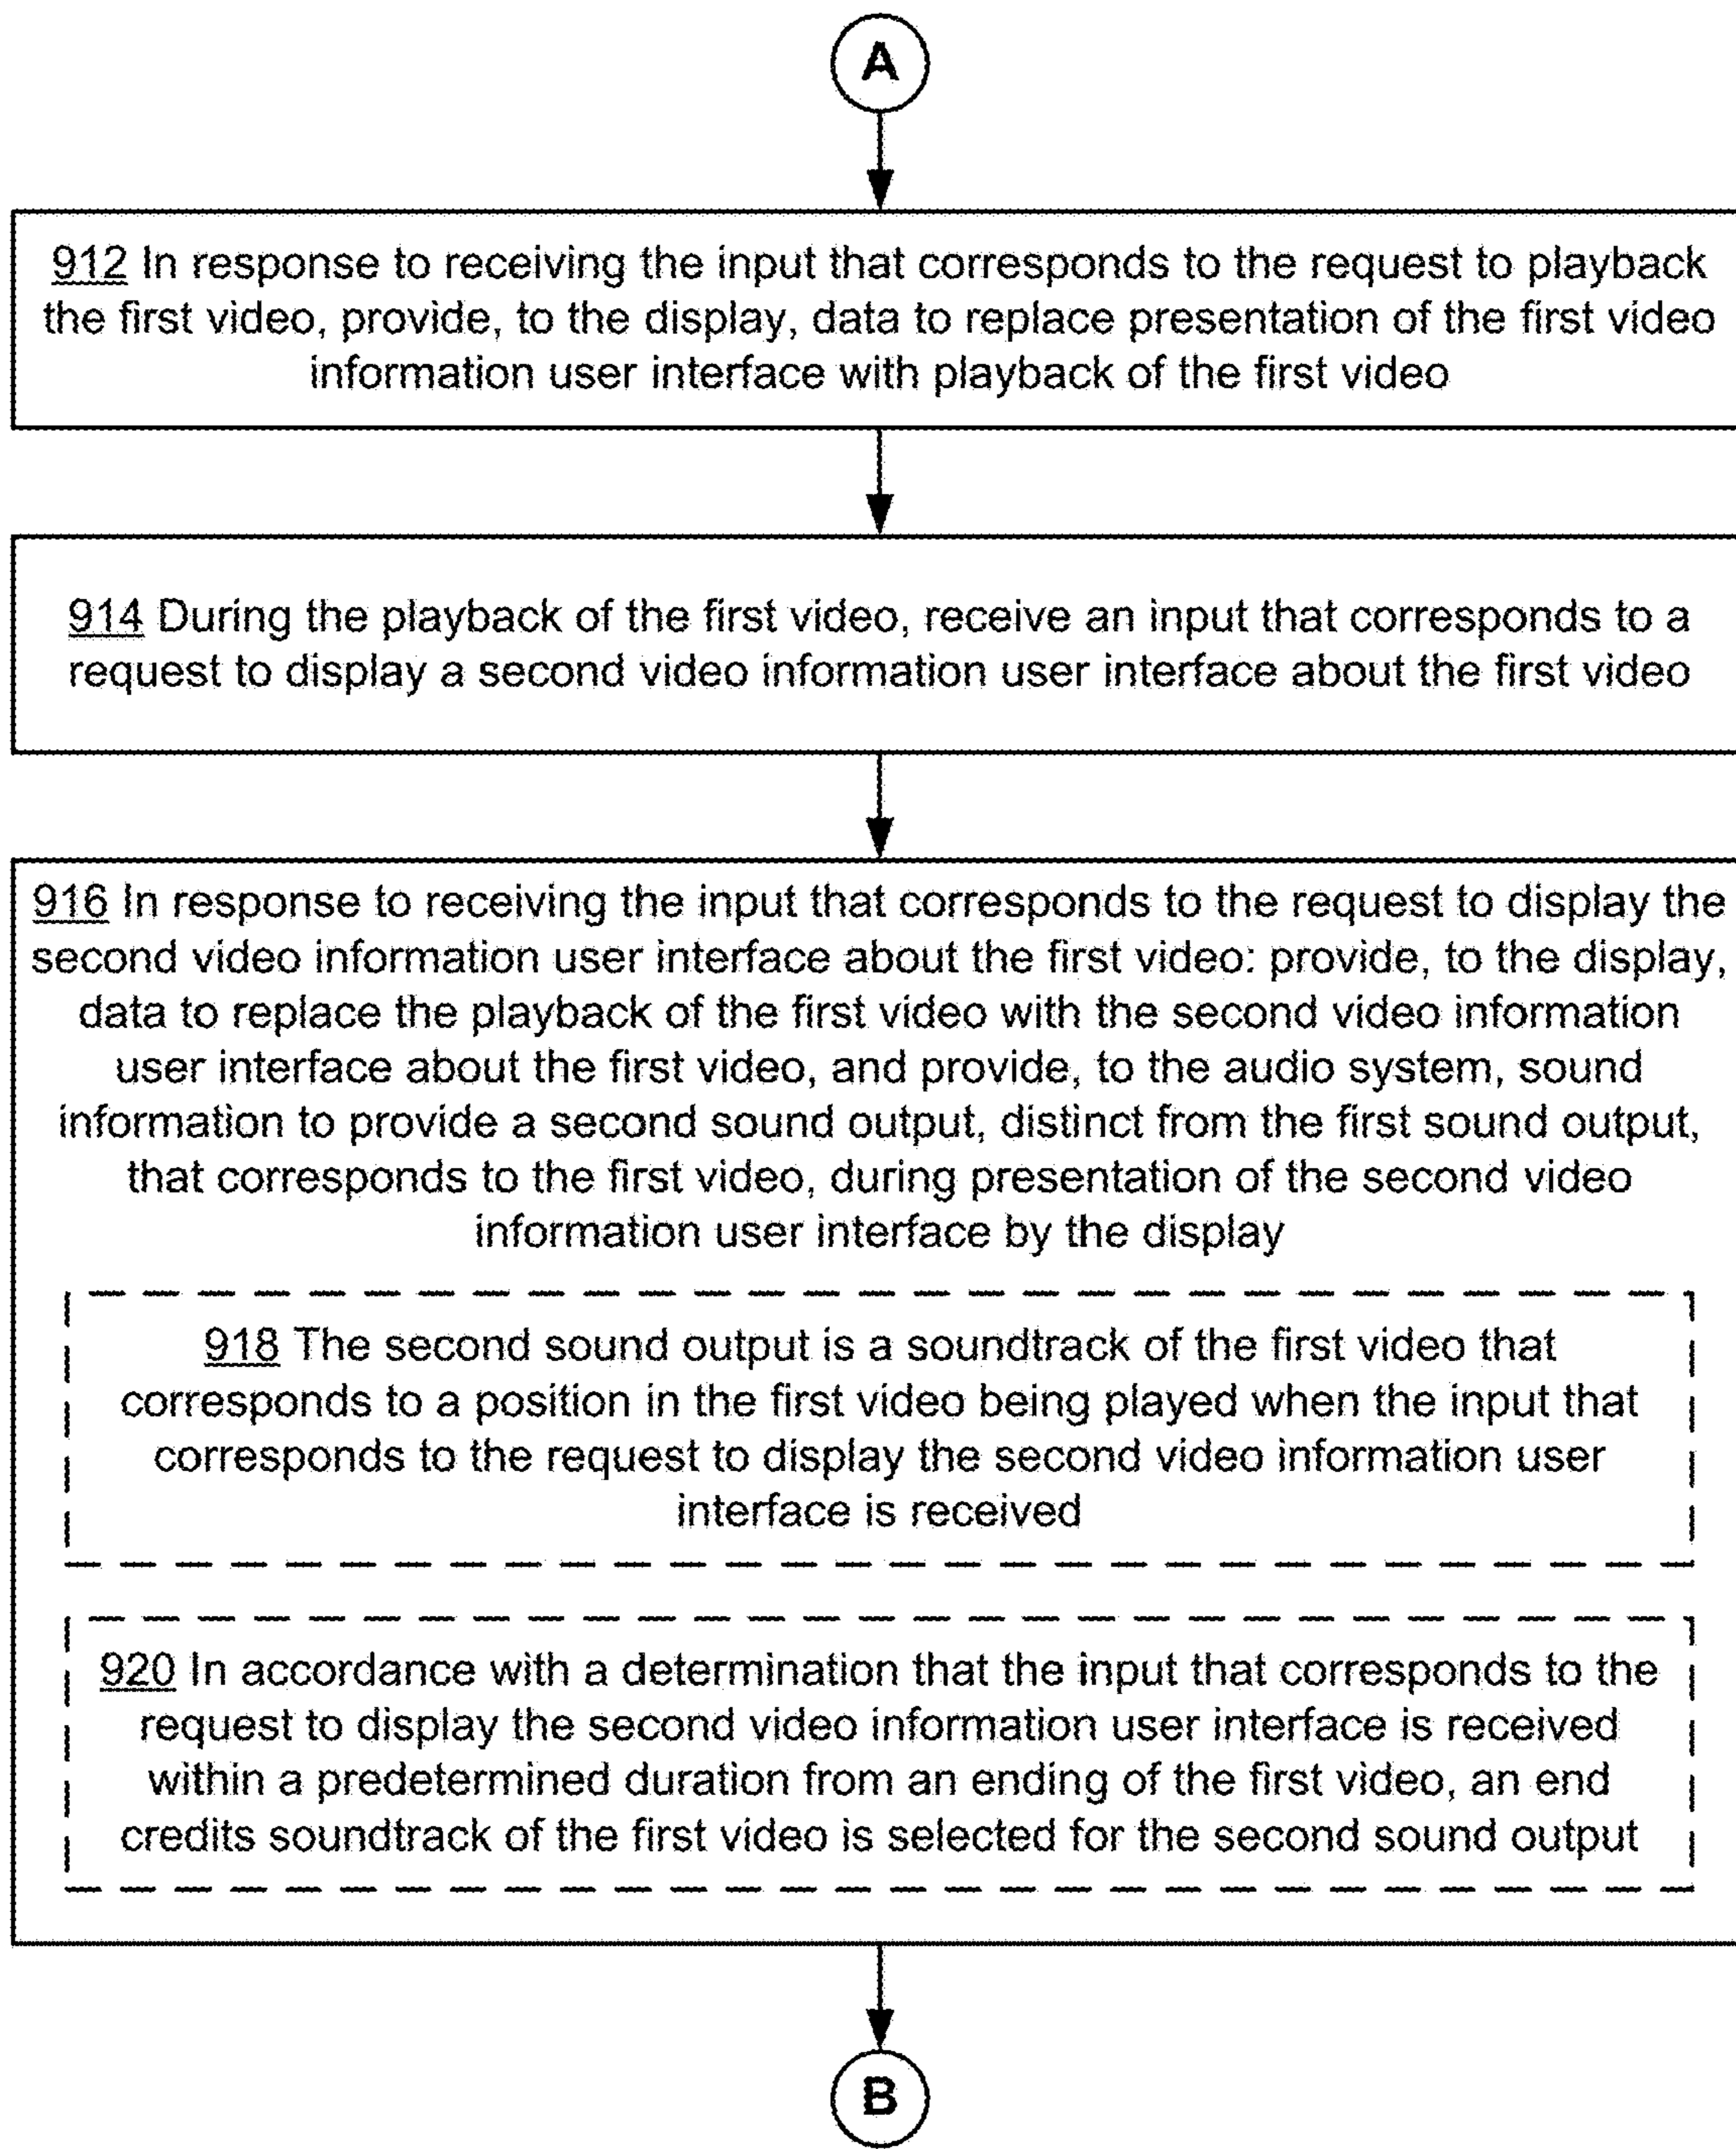 A
912 In response to receiving the input that corresponds to the request to playback
the first video, provide, to the display, data to replace presentation of the first video
information user interface with playback of the first video
914 During the playback of the first video, receive an input that corresponds to a
request to display a second video information user interface about the first video
916 In response to receiving the input that corresponds to the request to display the
second video information user interface about the first video: provide, to the display,
data to replace the playback of the first video with the second video information
user interface about the first video, and provide, to the audio system, sound
information to provide a second sound output, distinct from the first sound output,
that corresponds to the first video, during presentation of the second video
information user interface by the display
918 The second sound output is a soundtrack of the first video that
corresponds to a position in the first video being played when the input that
corresponds to the request to display the second video information user
interface is received
920 In accordance with a determination that the input that corresponds to the
request to display the second video information user interface is received
within a predetermined duration from an ending of the first video, an end
credits soundtrack of the first video is selected for the second sound output
B